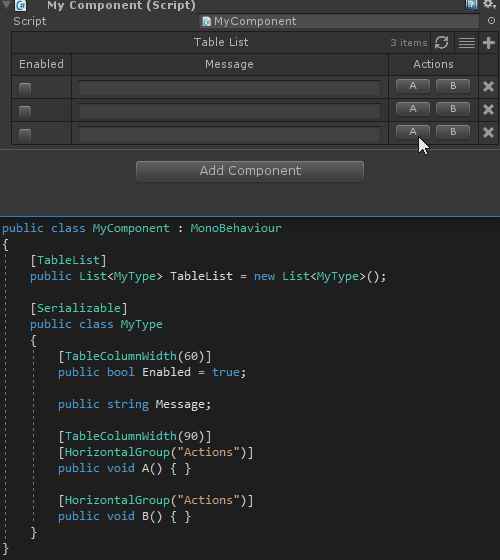 My Component (Script)
Script MyComponent
Table List 3 items
Enabled Message Actions
A B
A B
A B
Add Component
public class MyComponent : MonoBehaviour
{
    [TableList]
    public List<MyType> TableList = new List<MyType>();

    [Serializable]
    public class MyType
    {
        [TableColumnWidth(60)]
        public bool Enabled = true;

        public string Message;

        [TableColumnWidth(90)]
        [HorizontalGroup("Actions")]
        public void A() { }

        [HorizontalGroup("Actions")]
        public void B() { }
    }
}